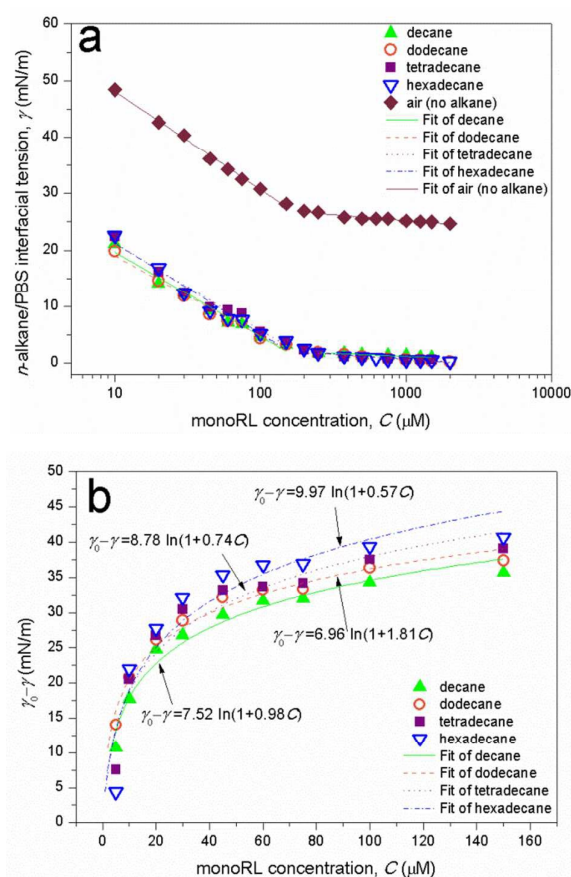 a
60
50
40
30
20
10
0
10
100
1000
10000
n-alkane/PBS interfacial tension, γ (mN/m)
monoRL concentration, C (μM)
decane
dodecane
tetradecane
hexadecane
air (no alkane)
Fit of decane
Fit of dodecane
Fit of tetradecane
Fit of hexadecane
Fit of air (no alkane)
b
50
45
40
35
30
25
20
15
10
5
0
0
20
40
60
80
100
120
140
160
γ₀−γ (mN/m)
monoRL concentration, C (μM)
γ₀−γ=9.97 ln(1+0.57C)
γ₀−γ=8.78 ln(1+0.74C)
γ₀−γ=6.96 ln(1+1.81C)
γ₀−γ=7.52 ln(1+0.98C)
decane
dodecane
tetradecane
hexadecane
Fit of decane
Fit of dodecane
Fit of tetradecane
Fit of hexadecane